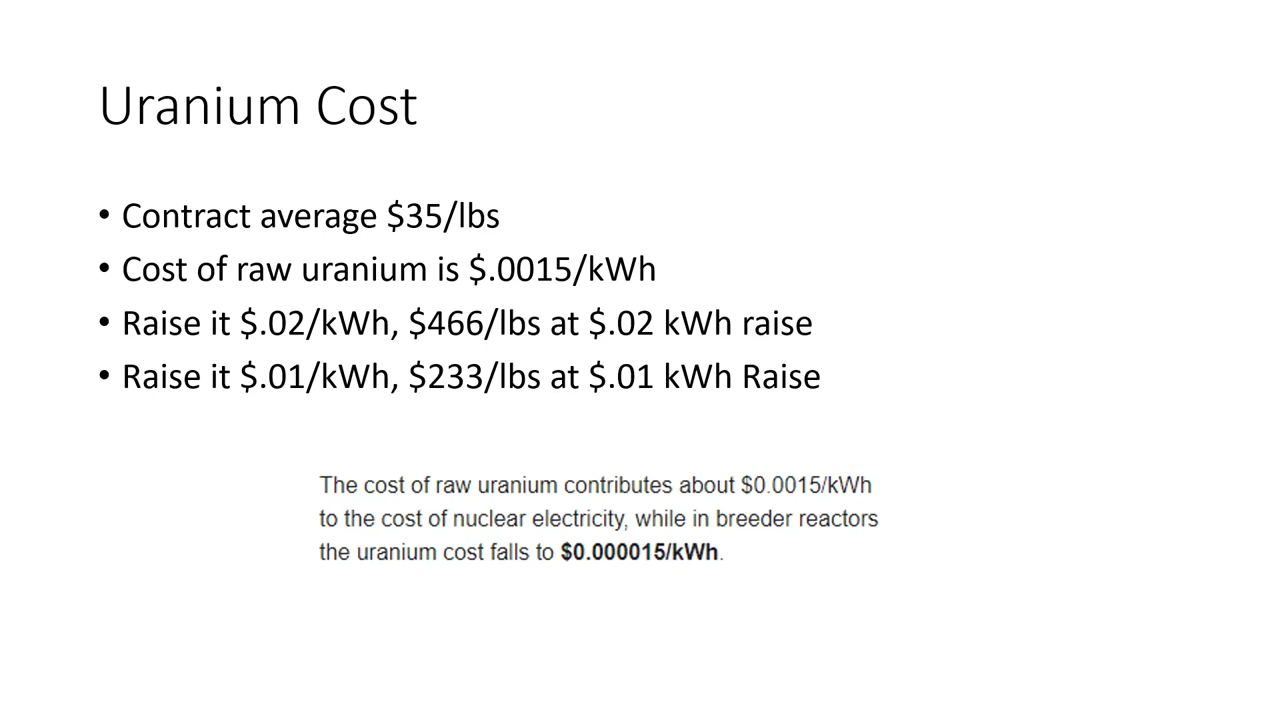 Uranium Cost
• Contract average $35/lbs
• Cost of raw uranium is $.0015/kWh
• Raise it $.02/kWh, $466/lbs at $.02 kWh raise
• Raise it $.01/kWh, $233/lbs at $.01 kWh Raise
The cost of raw uranium contributes about $0.0015/kWh
to the cost of nuclear electricity, while in breeder reactors
the uranium cost falls to $0.000015/kWh.